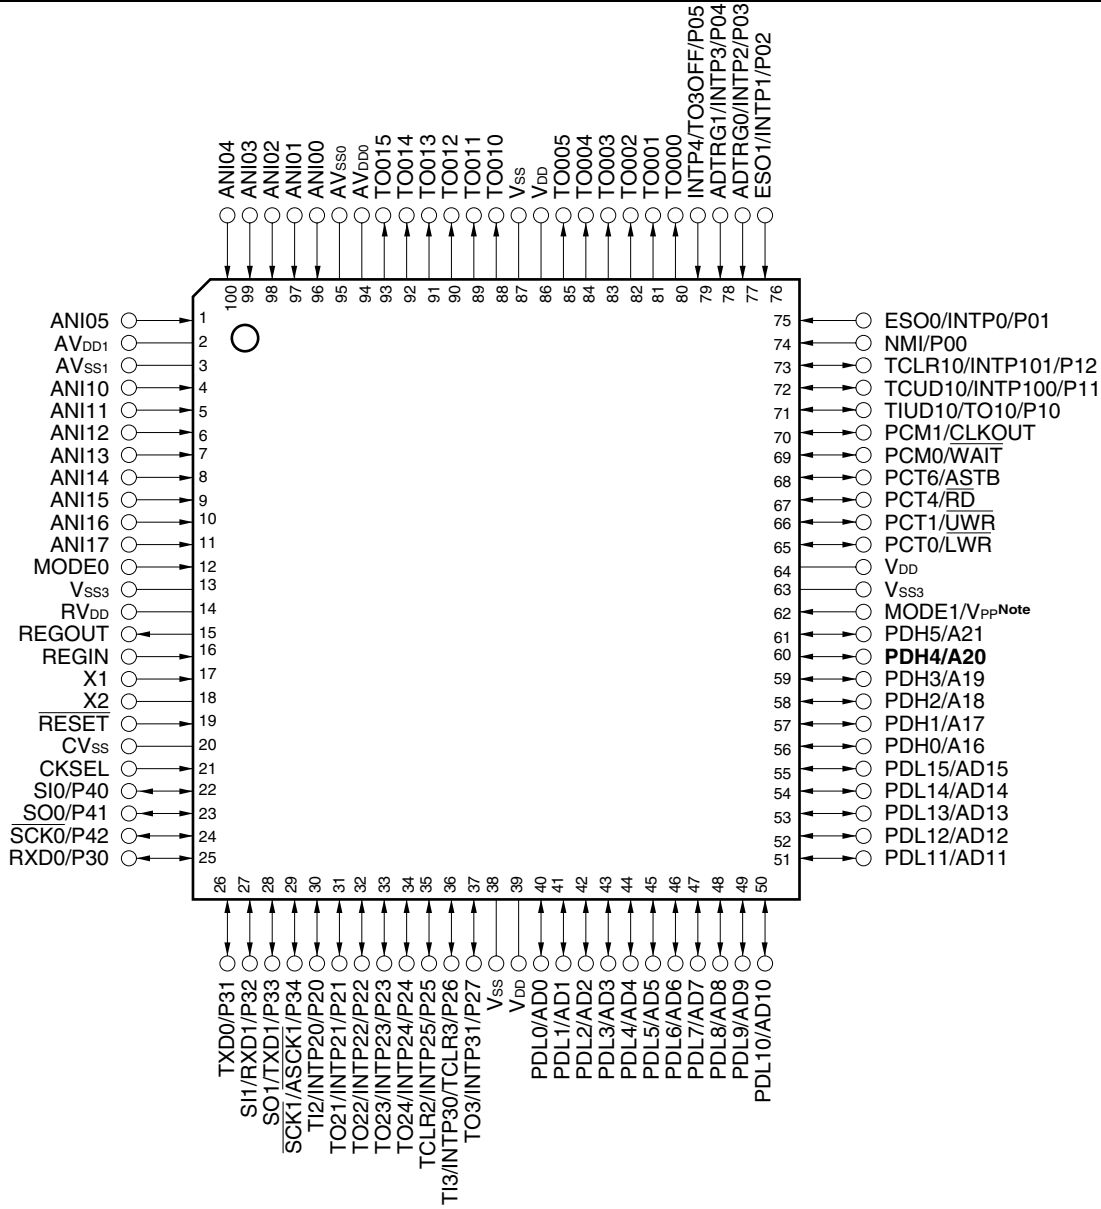 ANI04
ANI03
ANI02
ANI01
ANI00
AVSS0
AVDD0
TO015
TO014
TO013
TO012
TO011
TO010
VSS
VDD
TO005
TO004
TO003
TO002
TO001
TO000
INTP4/TO3OFF/P05
ADTRG1/INTP3/P04
ADTRG0/INTP2/P03
ESO1/INTP1/P02
100
99
98
97
96
95
94
93
92
91
90
89
88
87
86
85
84
83
82
81
80
79
78
77
76
ANI05 1
AVDD1 2
AVSS1 3
ANI10 4
ANI11 5
ANI12 6
ANI13 7
ANI14 8
ANI15 9
ANI16 10
ANI17 11
MODE0 12
VSS3 13
RVDD 14
REGOUT 15
REGIN 16
X1 17
X2 18
RESET 19
CVSS 20
CKSEL 21
SI0/P40 22
SO0/P41 23
SCK0/P42 24
RXD0/P30 25
75 ESO0/INTP0/P01
74 NMI/P00
73 TCLR10/INTP101/P12
72 TCUD10/INTP100/P11
71 TIUD10/TO10/P10
70 PCM1/CLKOUT
69 PCM0/WAIT
68 PCT6/ASTB
67 PCT4/RD
66 PCT1/UWR
65 PCT0/LWR
64 VDD
63 VSS3
62 MODE1/VPPNote
61 PDH5/A21
60 PDH4/A20
59 PDH3/A19
58 PDH2/A18
57 PDH1/A17
56 PDH0/A16
55 PDL15/AD15
54 PDL14/AD14
53 PDL13/AD13
52 PDL12/AD12
51 PDL11/AD11
26
27
28
29
30
31
32
33
34
35
36
37
38
39
40
41
42
43
44
45
46
47
48
49
50
TXD0/P31
SI1/RXD1/P32
SO1/TXD1/P33
SCK1/ASCK1/P34
TI2/INTP20/P20
TO21/INTP21/P21
TO22/INTP22/P22
TO23/INTP23/P23
TO24/INTP24/P24
TCLR2/INTP25/P25
TI3/INTP30/TCLR3/P26
TO3/INTP31/P27
VSS
VDD
PDL0/AD0
PDL1/AD1
PDL2/AD2
PDL3/AD3
PDL4/AD4
PDL5/AD5
PDL6/AD6
PDL7/AD7
PDL8/AD8
PDL9/AD9
PDL10/AD10